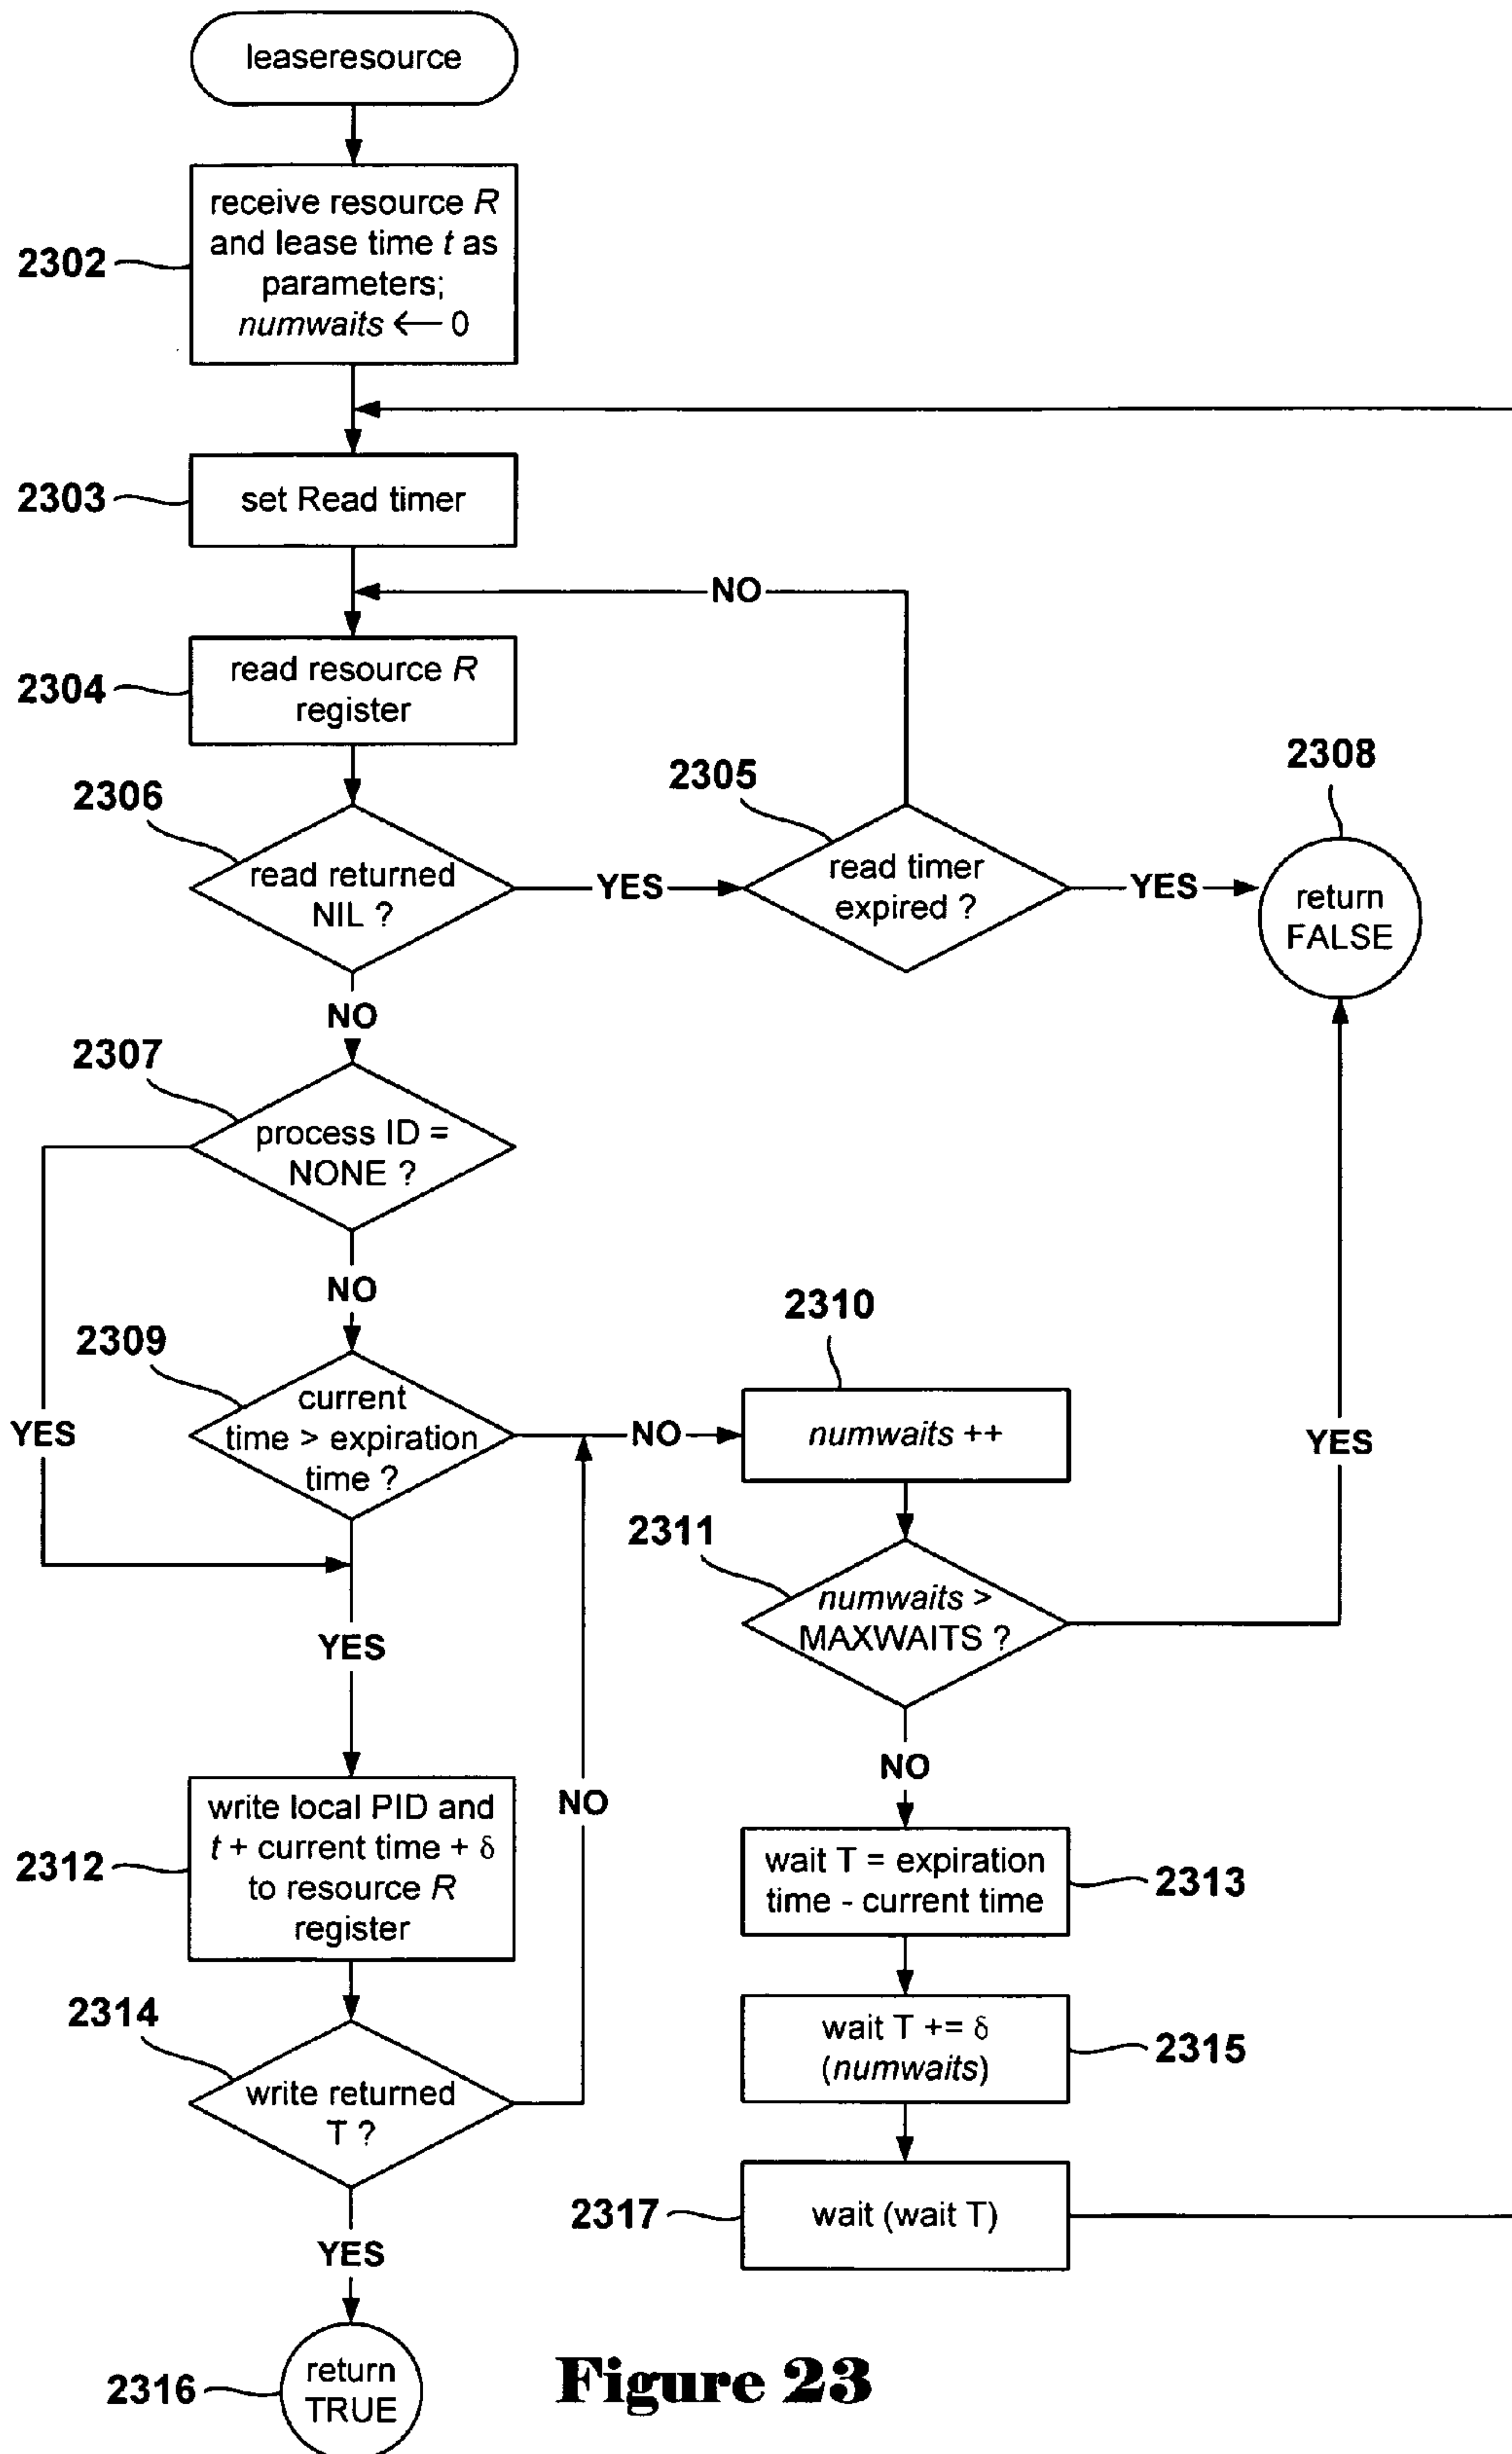 leaseresource
receive resource R
and lease time t as
parameters;
numwaits ← 0
2302
set Read timer
2303
NO
read resource R
register
2304
2306
read returned
NIL ?
YES
2305
read timer
expired ?
YES
2308
return
FALSE
NO
2307
process ID =
NONE ?
YES
NO
2309
current
time > expiration
time ?
NO
2310
numwaits ++
2311
numwaits >
MAXWAITS ?
YES
YES
NO
NO
write local PID and
t + current time + δ
to resource R
register
2312
wait T = expiration
time - current time
2313
2314
write returned
T ?
wait T += δ
(numwaits)
2315
YES
wait (wait T)
2317
return
TRUE
2316
Figure 23